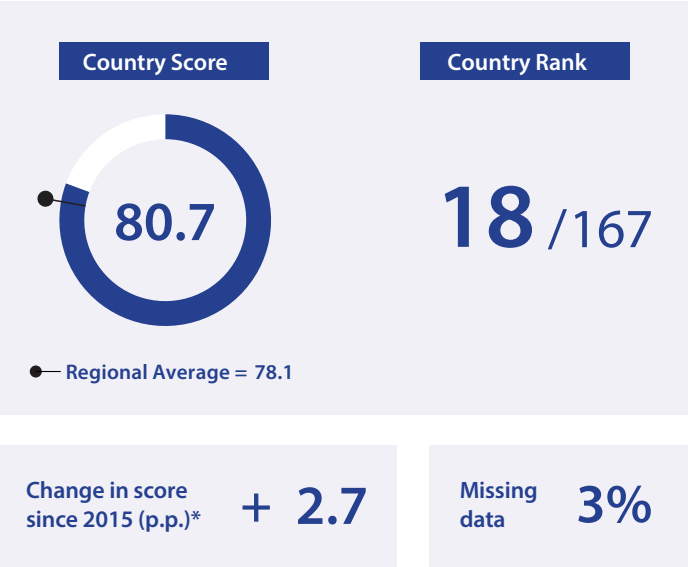 Country Score
Country Rank
80.7
18 /167
Regional Average = 78.1
Change in score
since 2015 (p.p.)*
+ 2.7
Missing
data
3%